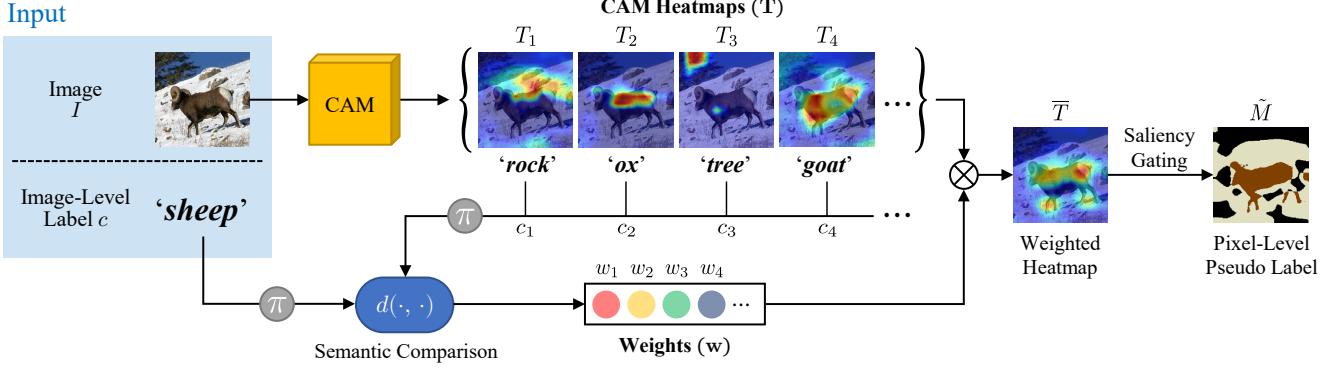 Input
CAM Heatmaps (T)
T₁ T₂ T₃ T₄
Image
I
CAM
...
'rock' 'ox' 'tree' 'goat'
T̅
Saliency
Gating
M̃
Image-Level
Label c
'sheep'
π
c₁ c₂ c₃ c₄
...
Weighted
Heatmap
Pixel-Level
Pseudo Label
w₁ w₂ w₃ w₄
π
d(·, ·)
...
Semantic Comparison
Weights (w)